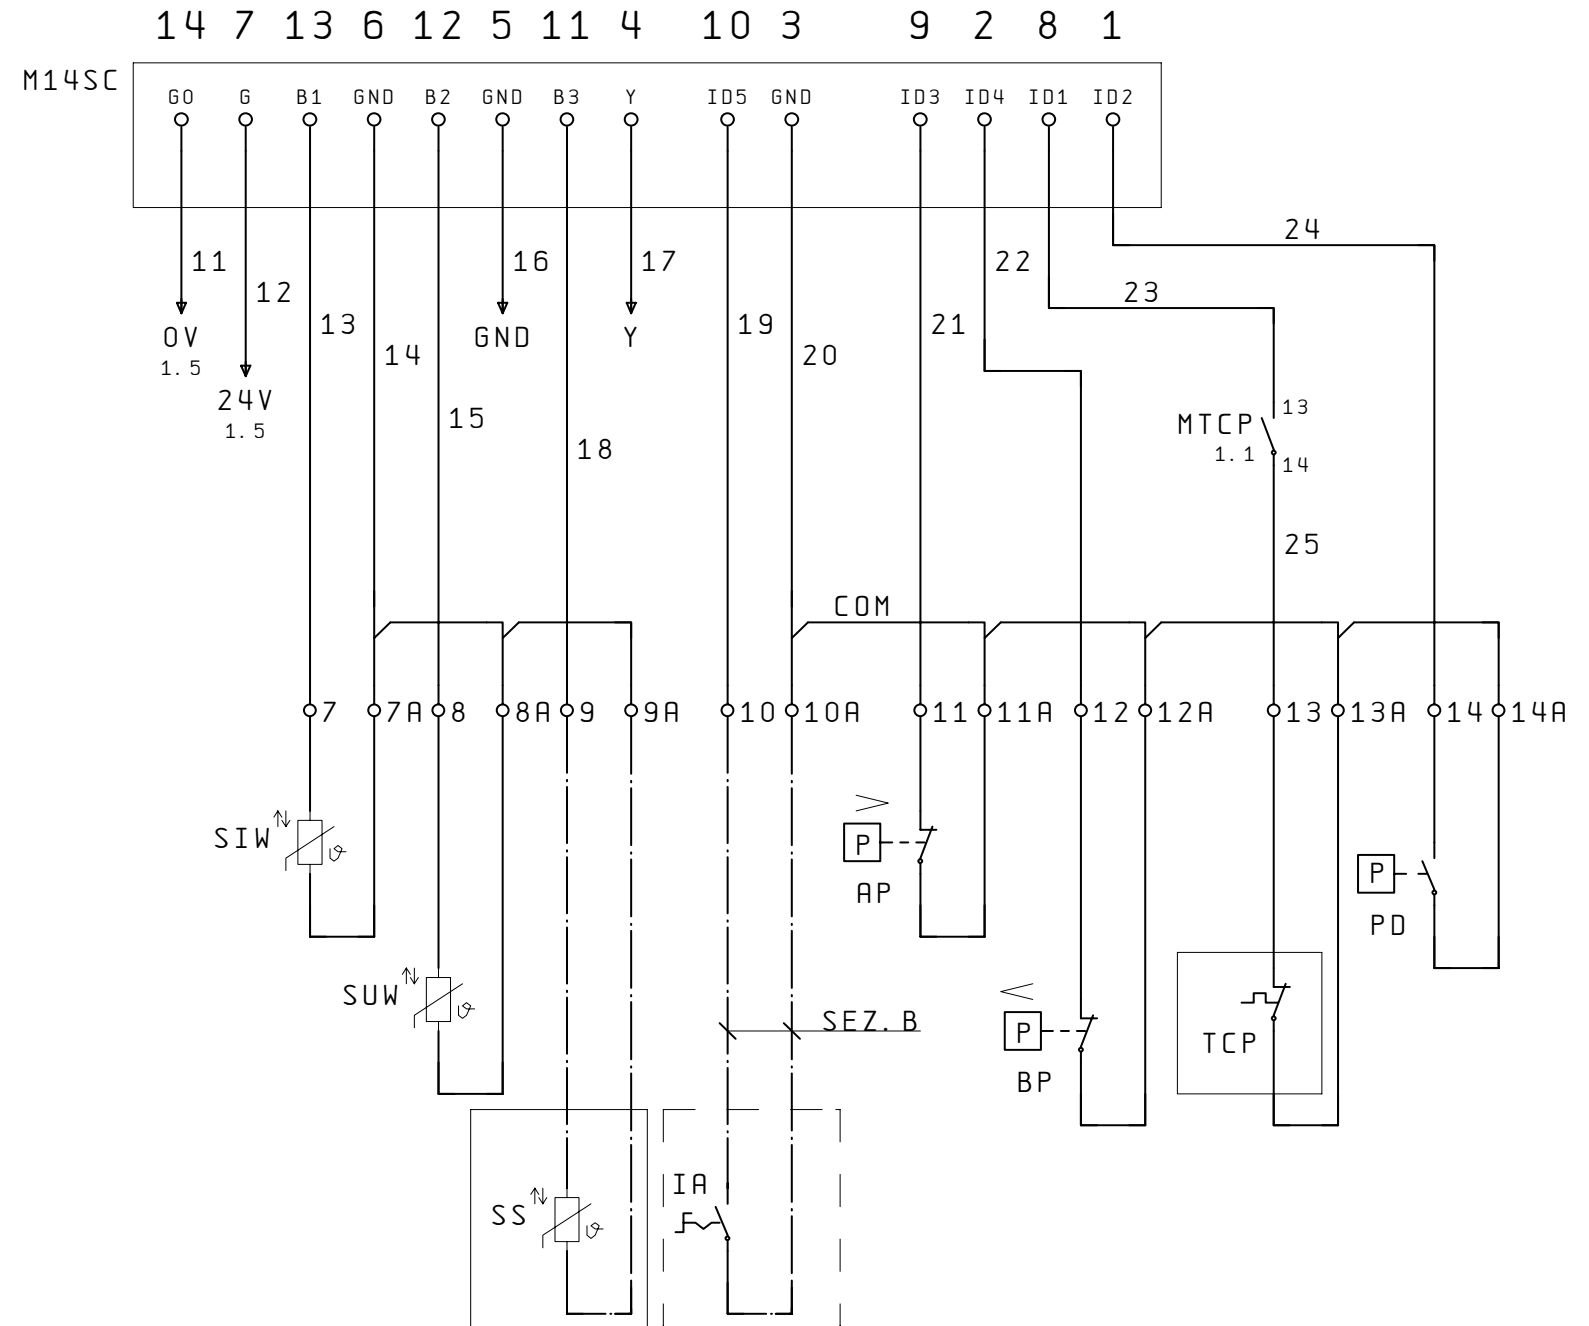 14 7 13 6 12 5 11 4 10 3 9 2 8 1
M14SC
G0 G B1 GND B2 GND B3 Y ID5 GND ID3 ID4 ID1 ID2
24
11 16 17 22
12 23
13 19 21
0V GND Y
1.5
14 20
24V
1.5
15
13
MTCP
1.1
14
18
25
COM
7 7A 8 8A 9 9A 10 10A 11 11A 12 12A 13 13A 14 14A
>
SIW
ϑ
P
AP
P
PD
SUW
ϑ
<
SEZ.B
P
TCP
BP
IA
SS
ϑ